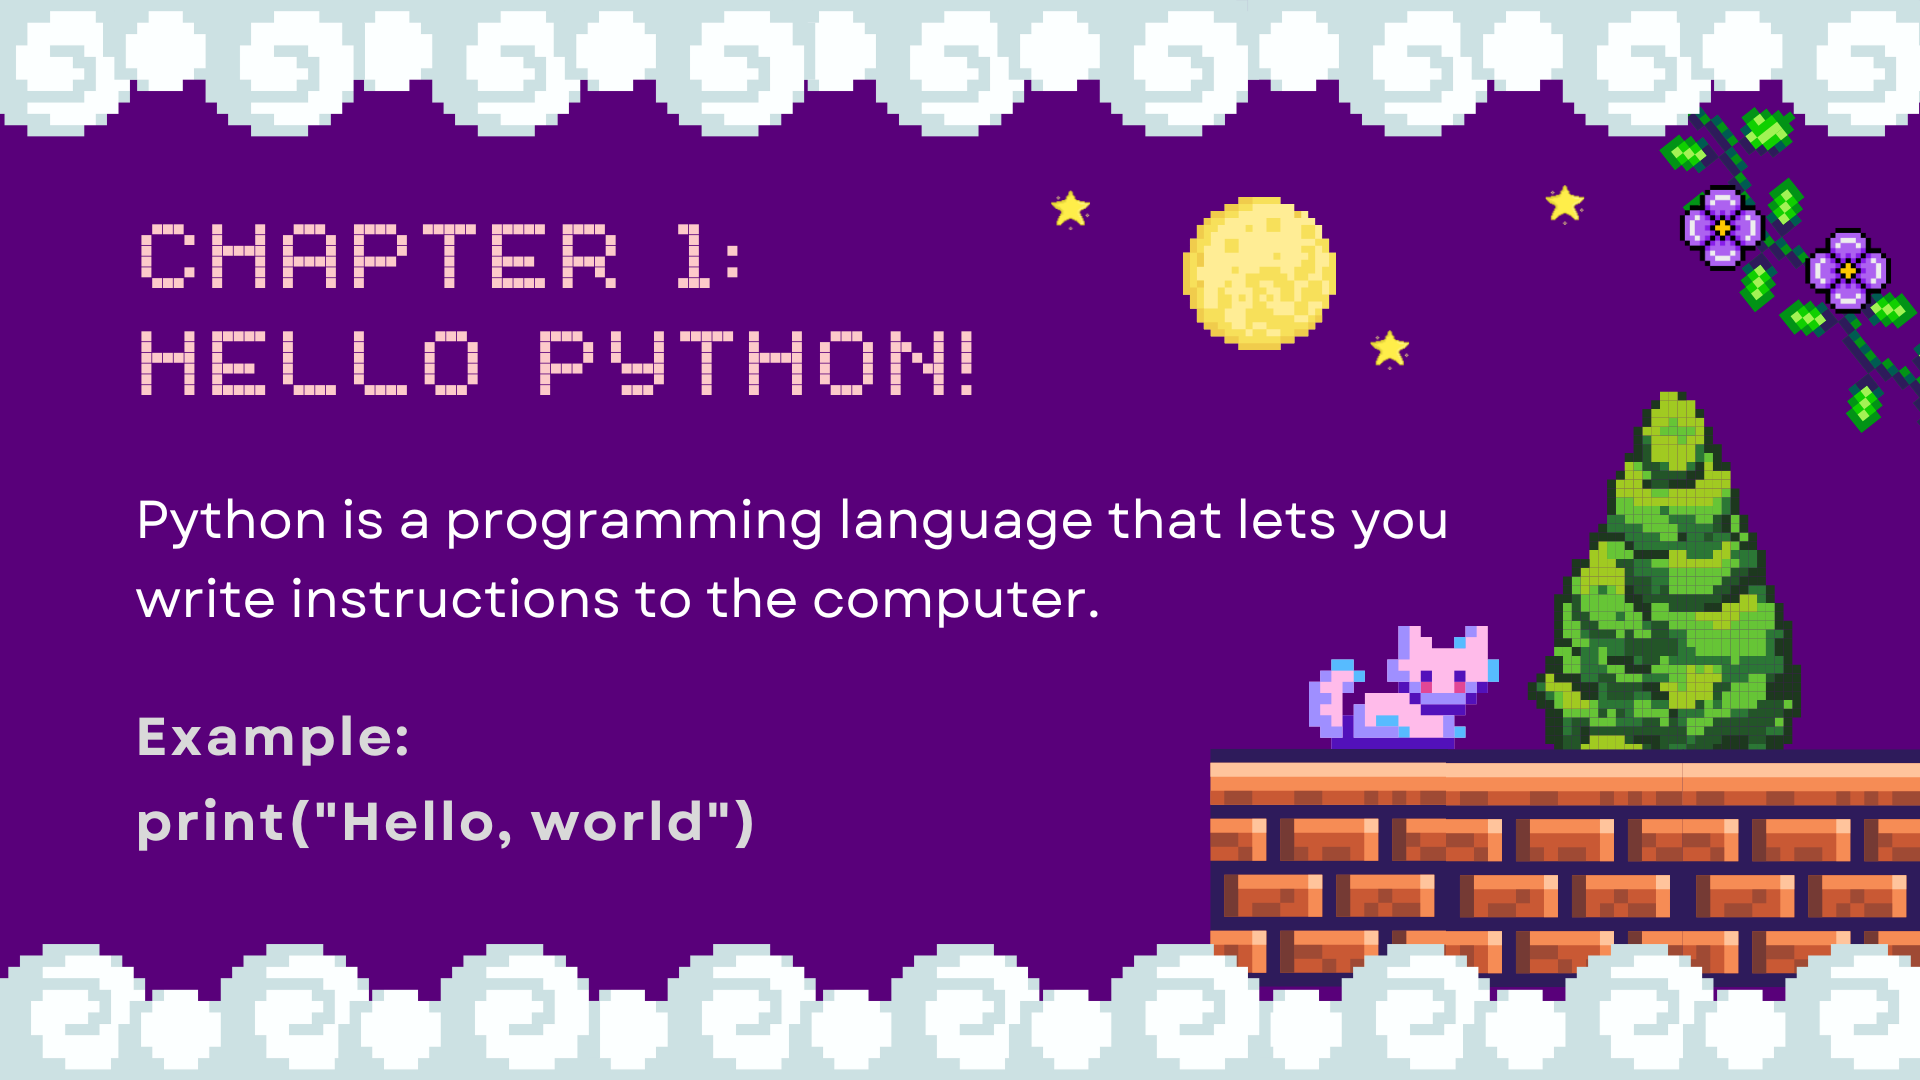 CHAPTER 1:
HELLO PYTHON!
Python is a programming language that lets you
write instructions to the computer.
Example:
print("Hello, world")